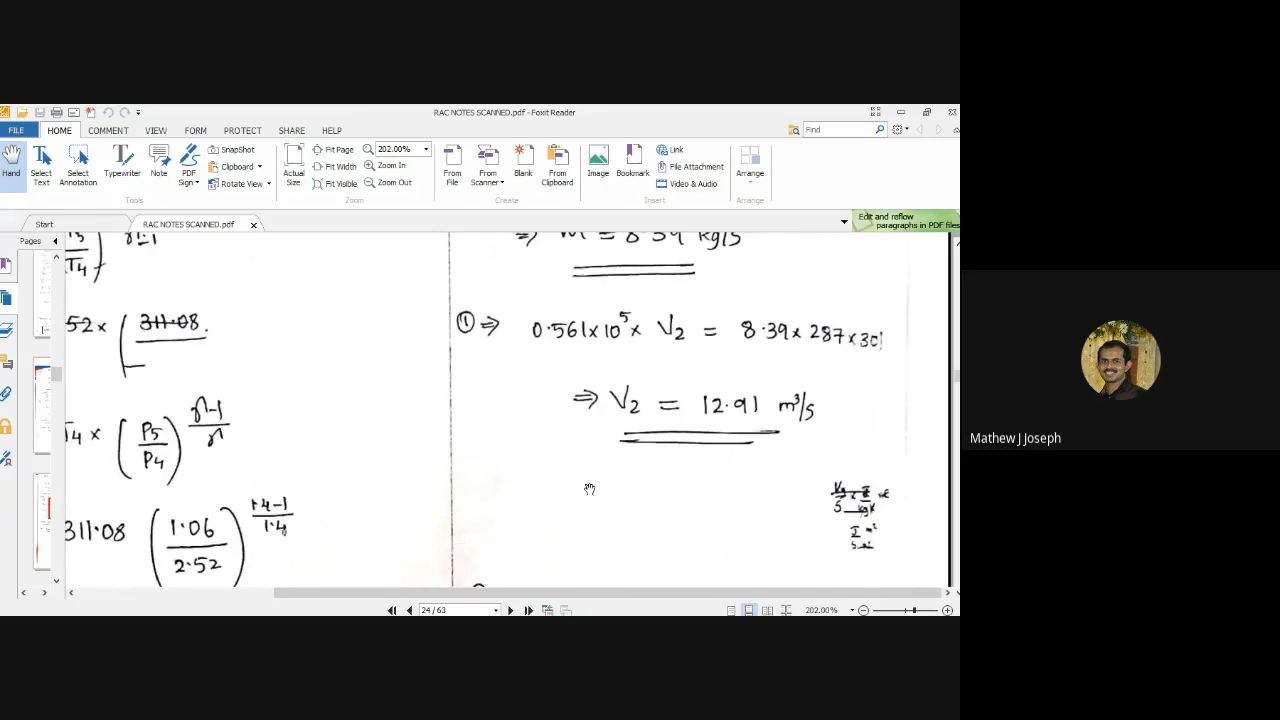 RAC NOTES SCANNED.pdf - Foxit Reader
FILE HOME COMMENT VIEW FORM PROTECT SHARE HELP
Find
Hand
Select Text
Select Annotation
Typewriter
Note
PDF Sign
SnapShot
Clipboard
Rotate View
Tools
Actual Size
Fit Page
Fit Width
Fit Visible
202.00%
Zoom In
Zoom Out
Zoom
From File
From Scanner
Blank
From Clipboard
Create
Image
Bookmark
Link
File Attachment
Video & Audio
Insert
Arrange
Arrange
Start
RAC NOTES SCANNED.pdf
Edit and reflow
paragraphs in PDF files
Pages
T4
52 × ( 311.08.
T4 × (P5/P4)^(γ-1/γ)
311.08 (1.06/2.52)^(1.4-1/1.4)
⇒ m = 8.39 kg/s
① ⇒ 0.561×10⁵ × V2 = 8.39 × 287 × 301
⇒ V2 = 12.91 m³/s
24 / 63
202.00%
Mathew J Joseph